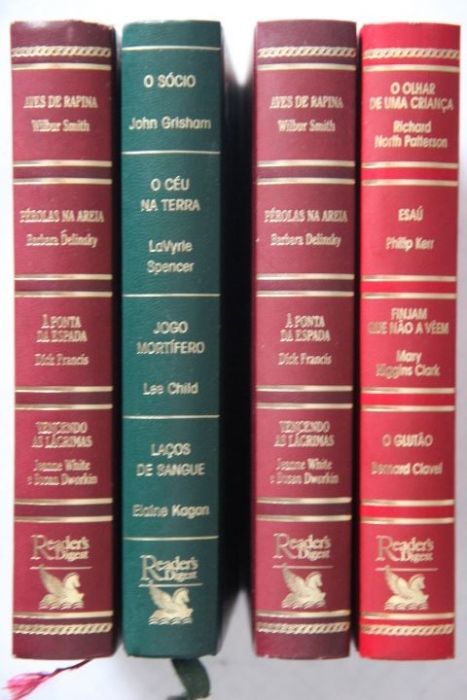 AVES DE RAPINA
Wilbur Smith
PÉROLAS NA AREIA
Barbara Delinsky
À PONTA
DA ESPADA
Dick Francis
VENCENDO
AS LÁGRIMAS
Jeanne White
e Susan Dworkin
Reader's
Digest
O SÓCIO
John Grisham
O CÉU
NA TERRA
LaVyrle
Spencer
JOGO
MORTÍFERO
Lee Child
LAÇOS
DE SANGUE
Elaine Kagan
Reader's
Digest
AVES DE RAPINA
Wilbur Smith
PÉROLAS NA AREIA
Barbara Delinsky
À PONTA
DA ESPADA
Dick Francis
VENCENDO
AS LÁGRIMAS
Jeanne White
e Susan Dworkin
Reader's
Digest
O OLHAR
DE UMA CRIANÇA
Richard
North Patterson
ESAÚ
Philip Kerr
FINJAM
QUE NÃO A VÊEM
Mary
Higgins Clark
O GLUTÃO
Bernard Clavel
Reader's
Digest